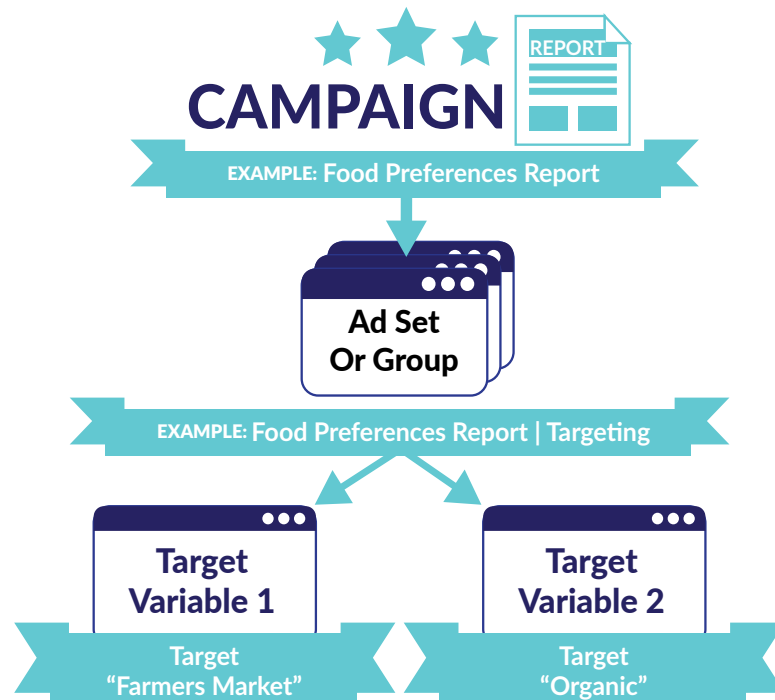 REPORT
CAMPAIGN
EXAMPLE: Food Preferences Report
Ad Set
Or Group
EXAMPLE: Food Preferences Report | Targeting
Target
Variable 1
Target
"Farmers Market"
Target
Variable 2
Target
"Organic"